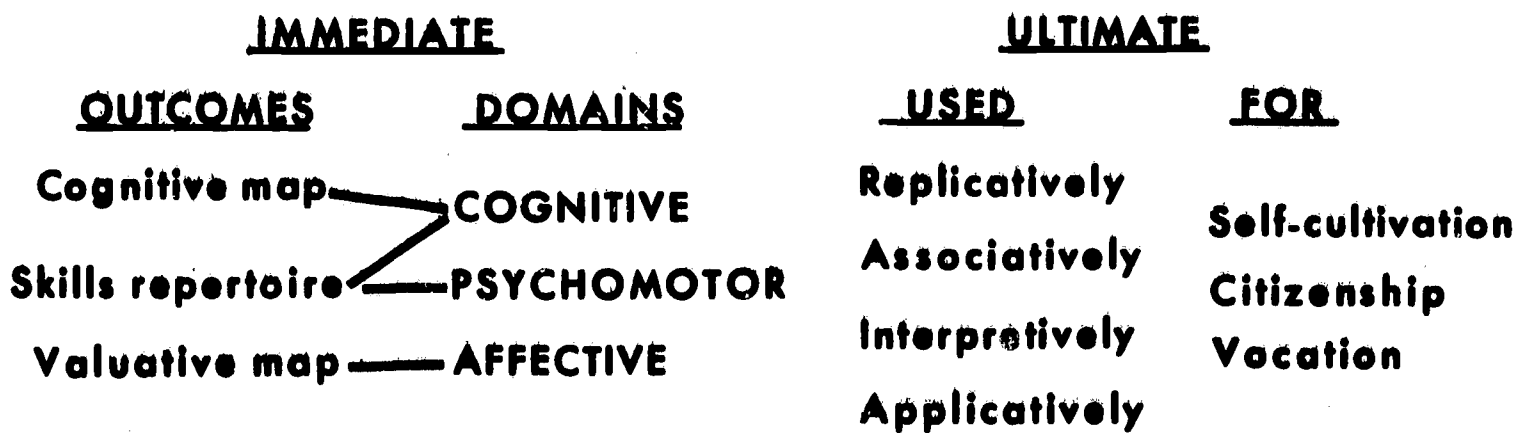 IMMEDIATE
OUTCOMES DOMAINS
Cognitive map COGNITIVE
Skills repertoire PSYCHOMOTOR
Valuative map AFFECTIVE
ULTIMATE
USED FOR
Replicatively
Associatively
Interpretively
Applicatively
Self-cultivation
Citizenship
Vocation